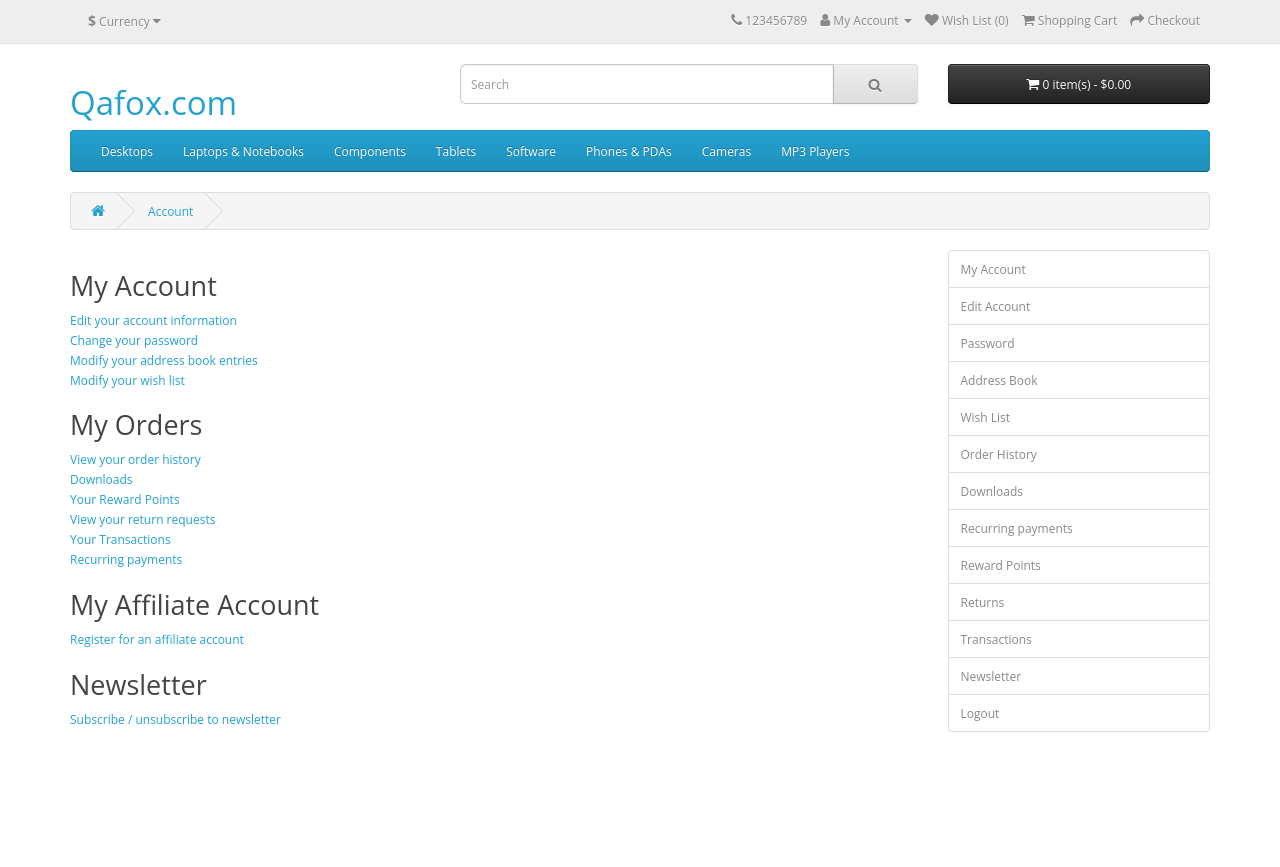 $ Currency
123456789 My Account Wish List (0) Shopping Cart Checkout
Qafox.com
Search
0 item(s) - $0.00
Desktops Laptops & Notebooks Components Tablets Software Phones & PDAs Cameras MP3 Players
Account
My Account
Edit your account information
Change your password
Modify your address book entries
Modify your wish list
My Orders
View your order history
Downloads
Your Reward Points
View your return requests
Your Transactions
Recurring payments
My Affiliate Account
Register for an affiliate account
Newsletter
Subscribe / unsubscribe to newsletter
My Account
Edit Account
Password
Address Book
Wish List
Order History
Downloads
Recurring payments
Reward Points
Returns
Transactions
Newsletter
Logout